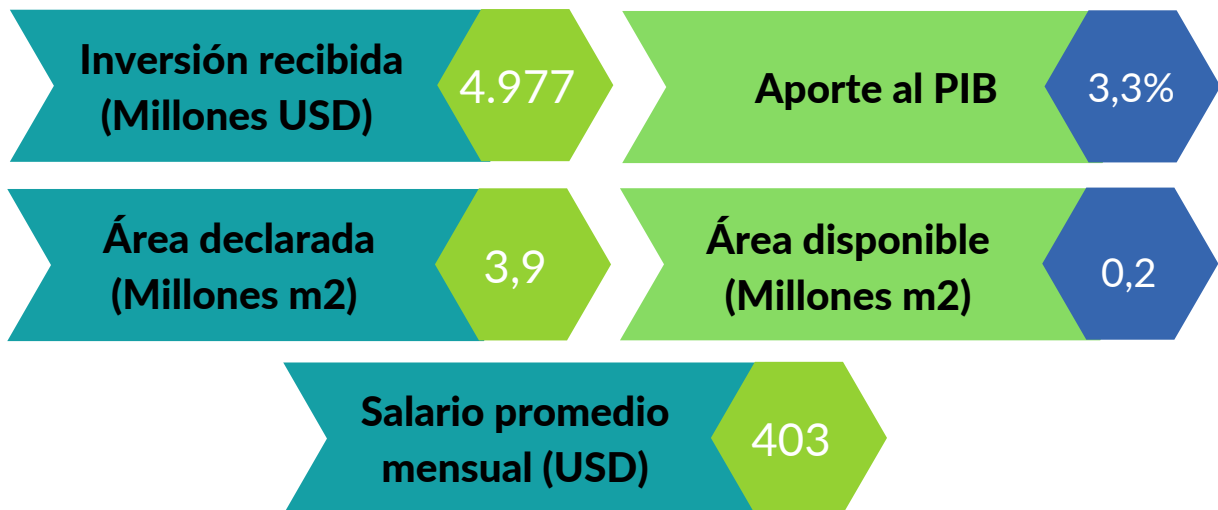 Inversión recibida
(Millones USD)
4.977
Aporte al PIB
3,3%
Área declarada
(Millones m2)
3,9
Área disponible
(Millones m2)
0,2
Salario promedio
mensual (USD)
403